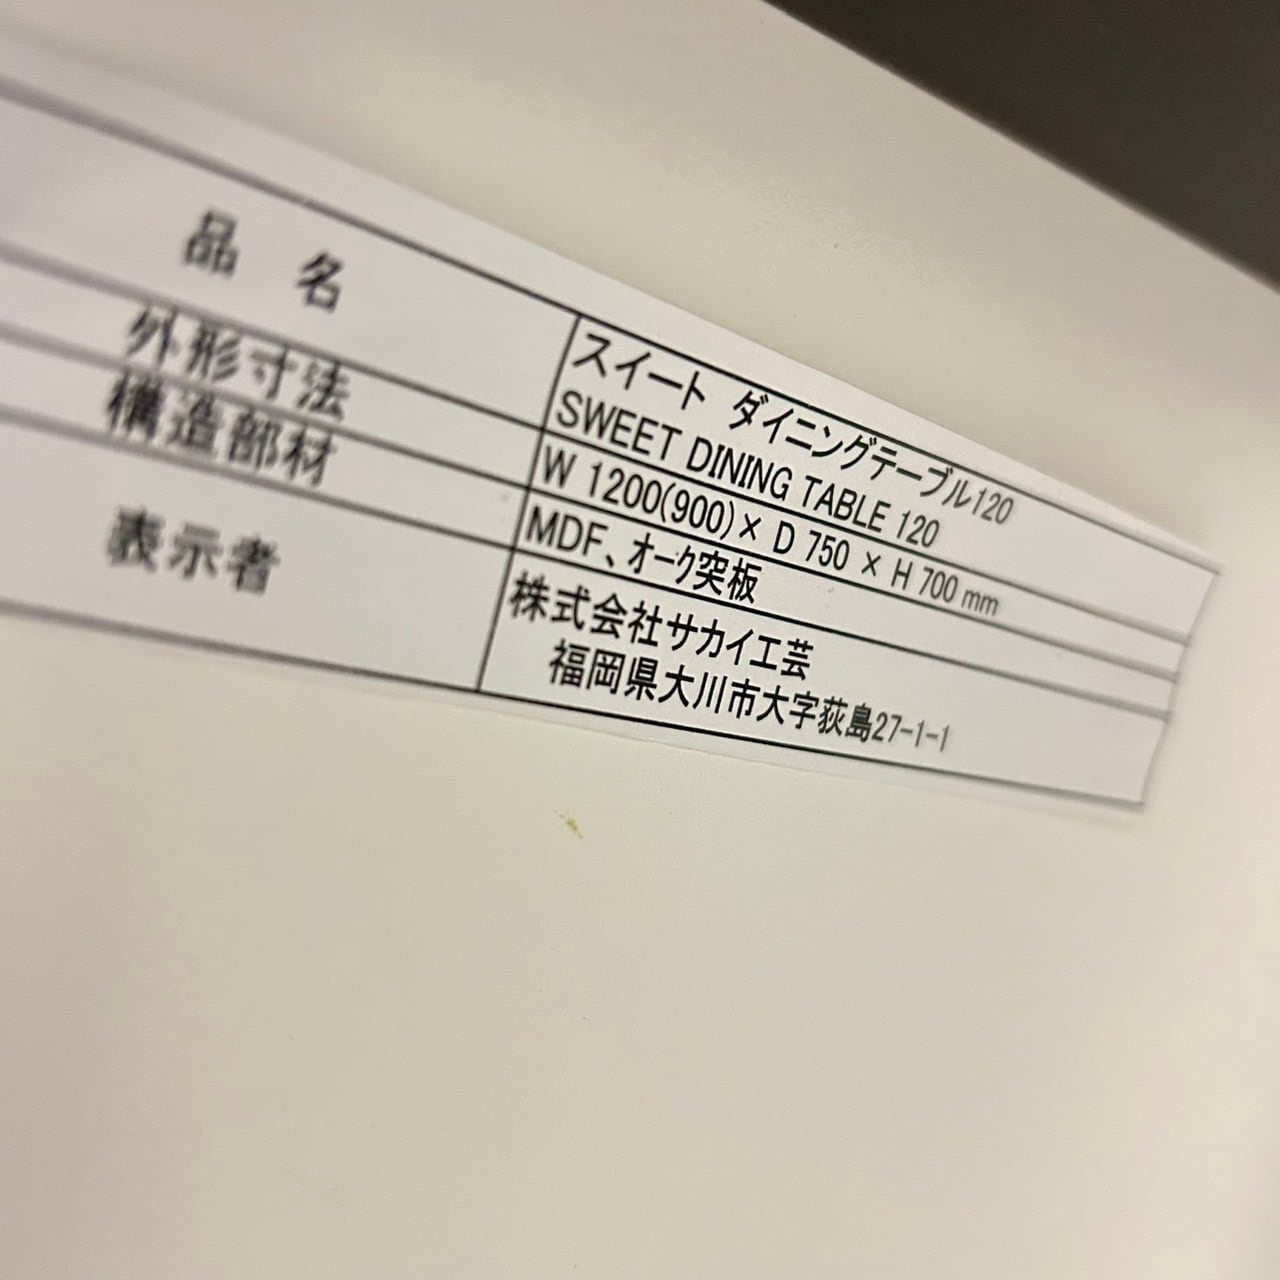 品 名
スイート ダイニングテーブル120
SWEET DINING TABLE 120
外形寸法
W 1200(900)× D 750 × H 700 mm
構造部材
MDF、オーク突板
表示者
株式会社サカイ工芸
福岡県大川市大字荻島27-1-1